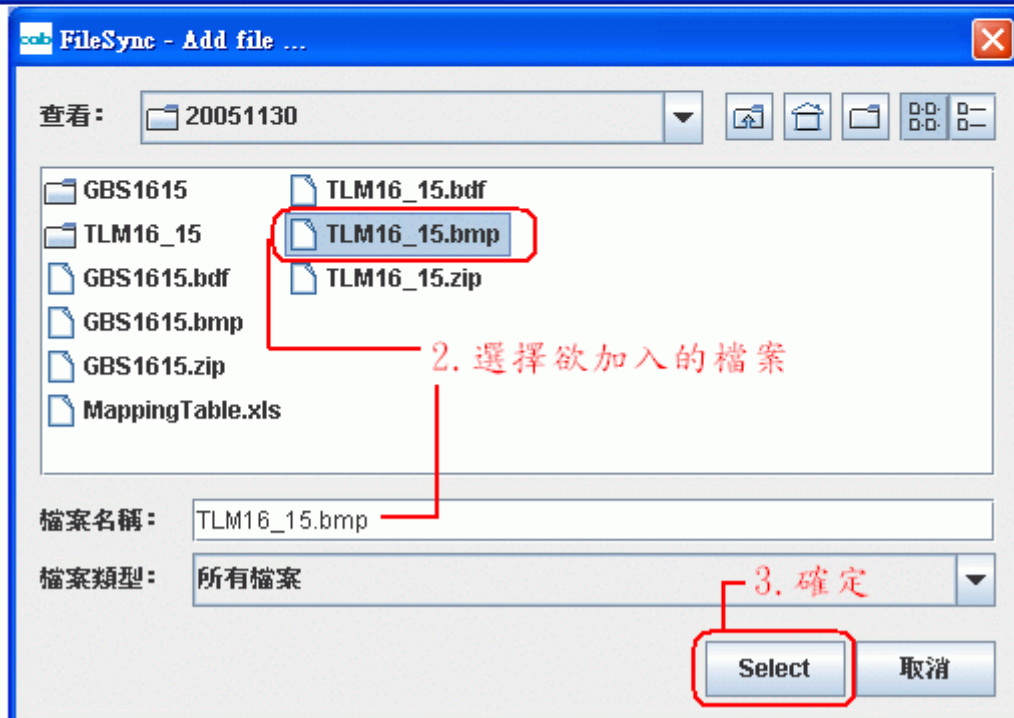 cab FileSync - Add file ...
查看： 20051130
GBS1615 TLM16_15.bdf
TLM16_15 TLM16_15.bmp
GBS1615.bdf TLM16_15.zip
GBS1615.bmp
2. 選擇欲加入的檔案
GBS1615.zip
MappingTable.xls
檔案名稱： TLM16_15.bmp
檔案類型： 所有檔案
3. 確定
Select 取消